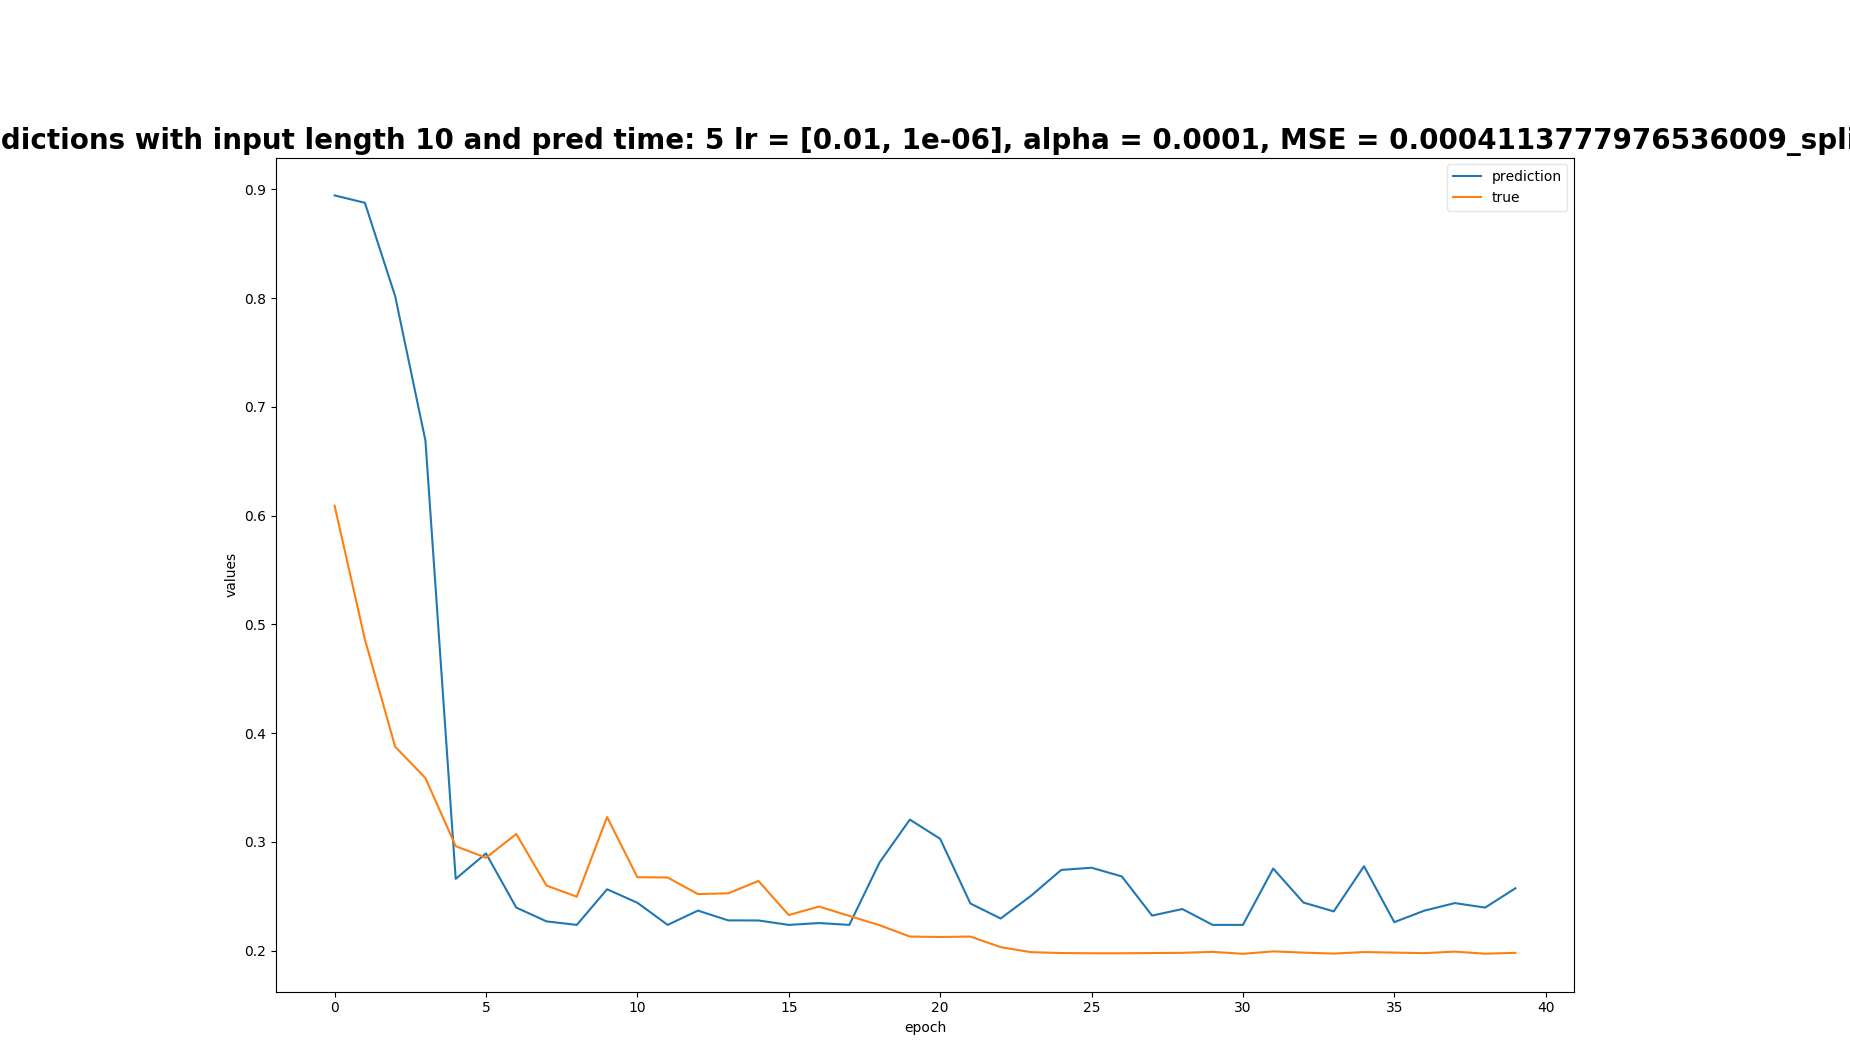 dictions with input length 10 and pred time: 5 lr = [0.01, 1e-06], alpha = 0.0001, MSE = 0.0004113777976536009_spli
prediction
true
0.9
0.8
0.7
0.6
0.5
0.4
0.3
0.2
values
0 5 10 15 20 25 30 35 40
epoch